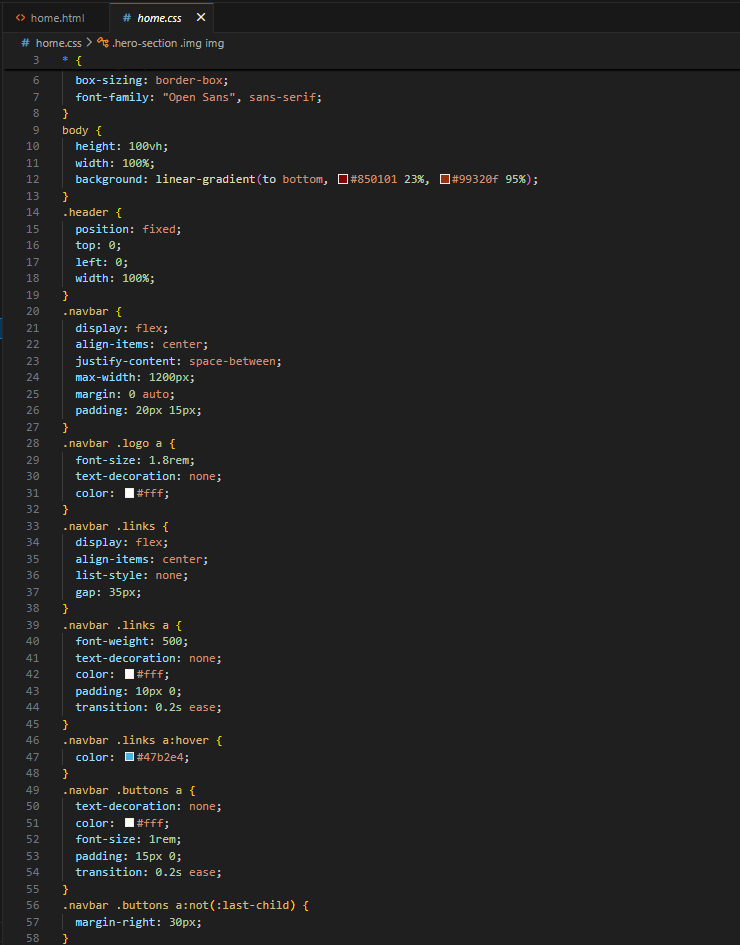 <> home.html
# home.css ×
# home.css > .hero-section .img img
3 * {
6 box-sizing: border-box;
7 font-family: "Open Sans", sans-serif;
8 }
9 body {
10 height: 100vh;
11 width: 100%;
12 background: linear-gradient(to bottom, #850101 23%, #99320f 95%);
13 }
14 .header {
15 position: fixed;
16 top: 0;
17 left: 0;
18 width: 100%;
19 }
20 .navbar {
21 display: flex;
22 align-items: center;
23 justify-content: space-between;
24 max-width: 1200px;
25 margin: 0 auto;
26 padding: 20px 15px;
27 }
28 .navbar .logo a {
29 font-size: 1.8rem;
30 text-decoration: none;
31 color: #fff;
32 }
33 .navbar .links {
34 display: flex;
35 align-items: center;
36 list-style: none;
37 gap: 35px;
38 }
39 .navbar .links a {
40 font-weight: 500;
41 text-decoration: none;
42 color: #fff;
43 padding: 10px 0;
44 transition: 0.2s ease;
45 }
46 .navbar .links a:hover {
47 color: #47b2e4;
48 }
49 .navbar .buttons a {
50 text-decoration: none;
51 color: #fff;
52 font-size: 1rem;
53 padding: 15px 0;
54 transition: 0.2s ease;
55 }
56 .navbar .buttons a:not(:last-child) {
57 margin-right: 30px;
58 }